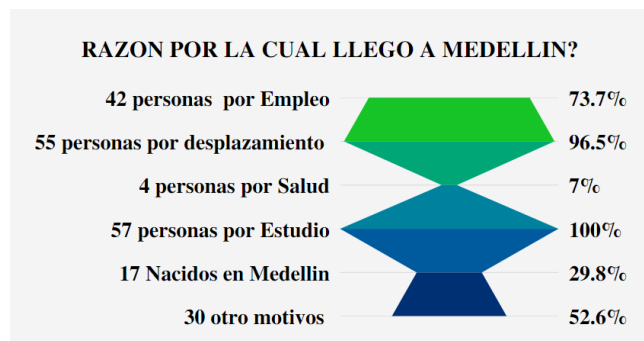 RAZON POR LA CUAL LLEGO A MEDELLIN?
42 personas por Empleo 73.7%
55 personas por desplazamiento 96.5%
4 personas por Salud 7%
57 personas por Estudio 100%
17 Nacidos en Medellin 29.8%
30 otro motivos 52.6%